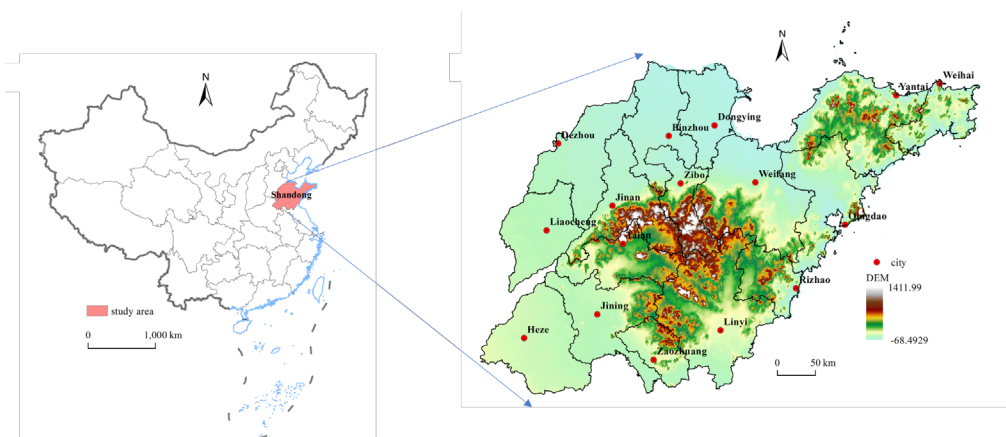 N
Shandong
study area
0 1,000 km
N
Weihai
Yantai
Dongying
Binzhou
Dezhou
Zibo
Weifang
Jinan
Qingdao
Liaocheng
Taian
city
DEM
1411.99
-68.4929
Rizhao
Jining
Linyi
Heze
Zaozhuang
0 50 km